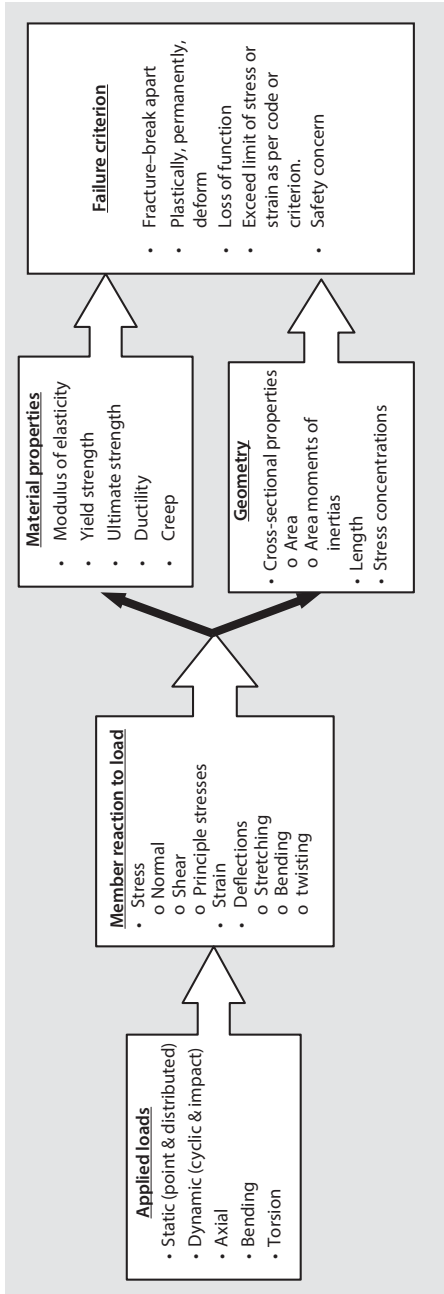 Applied loads
• Static (point & distributed)
• Dynamic (cyclic & impact)
• Axial
• Bending
• Torsion
Member reaction to load
• Stress
o Normal
o Shear
o Principle stresses
• Strain
• Deflections
o Stretching
o Bending
o twisting
Material properties
• Modulus of elasticity
• Yield strength
• Ultimate strength
• Ductility
• Creep
Geometry
• Cross-sectional properties
o Area
o Area moments of
inertias
• Length
• Stress concentrations
Failure criterion
• Fracture–break apart
• Plastically, permanently,
deform
• Loss of function
• Exceed limit of stress or
strain as per code or
criterion.
• Safety concern